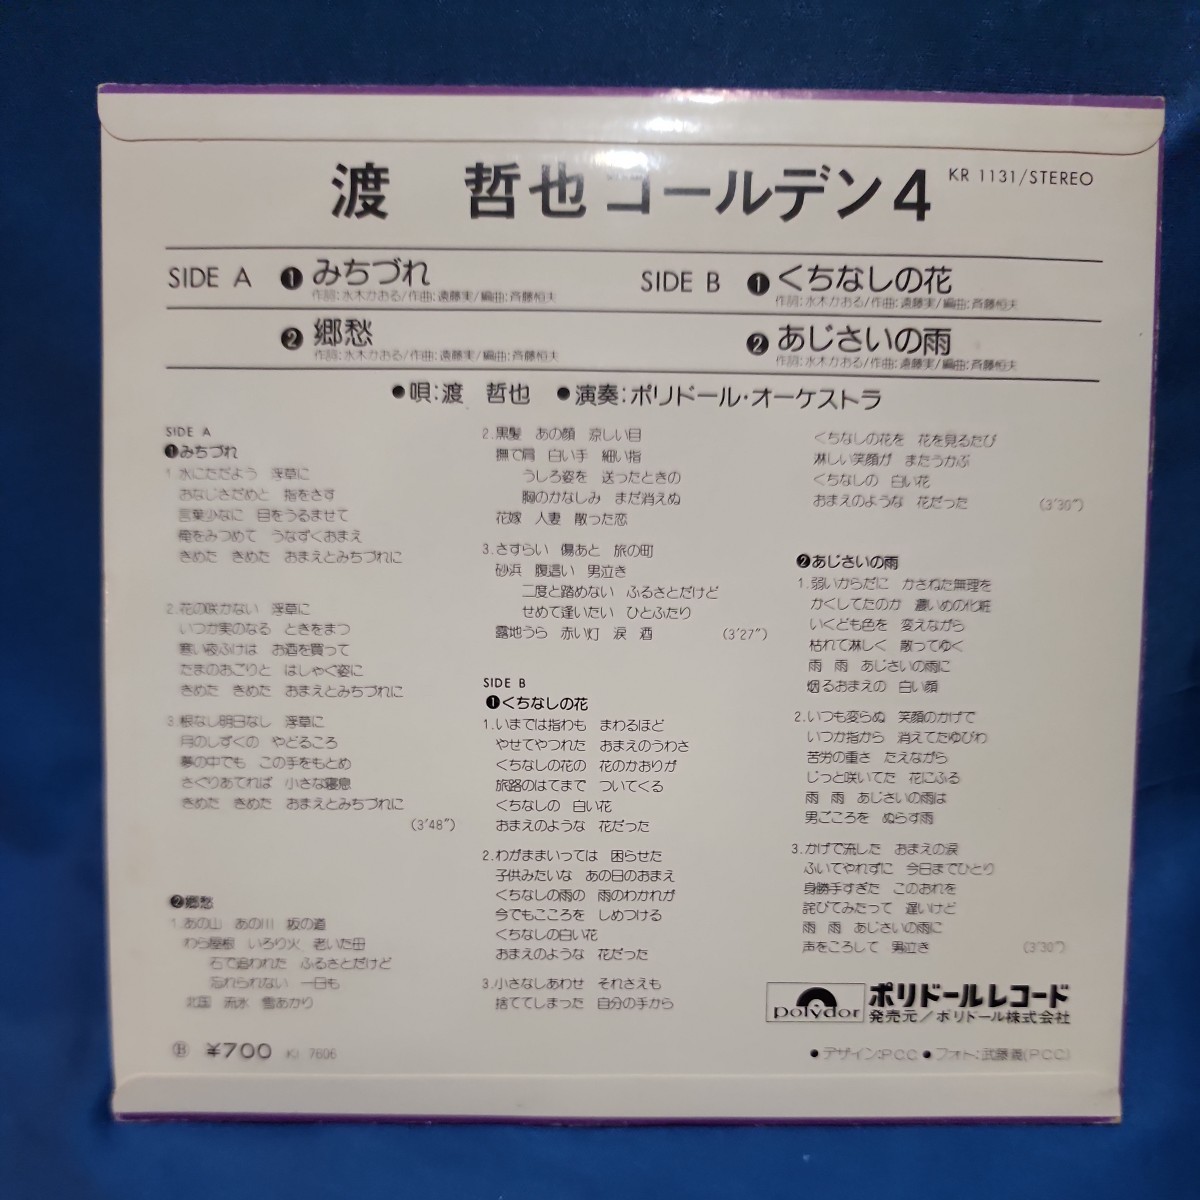 渡 哲也ゴールデン4
KR 1131/STEREO
SIDE A ❶みちづれ
作詞:水木かおる/作曲:遠藤実/編曲:斉藤恒夫
❷郷愁
作詞:水木かおる/作曲:遠藤実/編曲:斉藤恒夫
SIDE B ❶くちなしの花
作詞:水木かおる/作曲:遠藤実/編曲:斉藤恒夫
❷あじさいの雨
作詞:水木かおる/作曲:遠藤実/編曲:斉藤恒夫
●唄:渡 哲也 ●演奏:ポリドール・オーケストラ
SIDE A
❶みちづれ
1.水にただよう 浮草に
おなじさだめと 指をさす
言葉少なに 目をうるませて
俺をみつめて うなずくおまえ
きめた きめた おまえとみちづれに
2.花の咲かない 浮草に
いつか実のなる ときをまつ
寒い夜ふけは お酒を買って
たまのおごりと はしゃぐ姿に
きめた きめた おまえとみちづれに
3.根なし明日なし 浮草に
月のしずくの やどるころ
夢の中でも この手をもとめ
さぐりあてれば 小さな寝息
きめた きめた おまえとみちづれに
(3'48")
❷郷愁
1.あの山 あの川 坂の道
わら屋根 いろり火 老いた母
石で追われた ふるさとだけど
忘れられない 一日も
北国 流氷 雪あかり
2.黒髪 あの顔 涼しい目
撫で肩 白い手 細い指
うしろ姿を 送ったときの
胸のかなしみ まだ消えぬ
花嫁 人妻 散った恋
3.さすらい 傷あと 旅の町
砂浜 腹這い 男泣き
二度と踏めない ふるさとだけど
せめて逢いたい ひとふたり
露地うら 赤い灯 涙 酒 (3'27")
SIDE B
❶くちなしの花
1.いまでは指わも まわるほど
やせてやつれた おまえのうわさ
くちなしの花の 花のかおりが
旅路のはてまで ついてくる
くちなしの 白い花
おまえのような 花だった
2.わがままいっては 困らせた
子供みたいな あの日のおまえ
くちなしの雨の 雨のわかれが
今でもこころを しめつける
くちなしの白い花
おまえのような 花だった
3.小さなしあわせ それさえも
捨ててしまった 自分の手から
くちなしの花を 花を見るたび
淋しい笑顔が またうかぶ
くちなしの 白い花
おまえのような 花だった (3'30")
❷あじさいの雨
1.弱いからだに かさねた無理を
かくしてたのか 濃いめの化粧
いくども色を 変えながら
枯れて淋しく 散ってゆく
雨 雨 あじさいの雨に
烟るおまえの 白い顔
2.いつも変らぬ 笑顔のかげで
いつか指から 消えてたゆびわ
苦労の重さ たえながら
じっと咲いてた 花にふる
雨 雨 あじさいの雨は
男ごころを ぬらす雨
3.かげで流した おまえの涙
ふいてやれずに 今日までひとり
身勝手すぎた このおれを
詫びてみたって 遅いけど
雨 雨 あじさいの雨に
声をころして 男泣き (3'30")
polydor
ポリドールレコード
発売元/ポリドール株式会社
Ⓑ ¥700 KJ 7606
●デザイン:P.C.C ●フォト:武藤義(P.C.C)